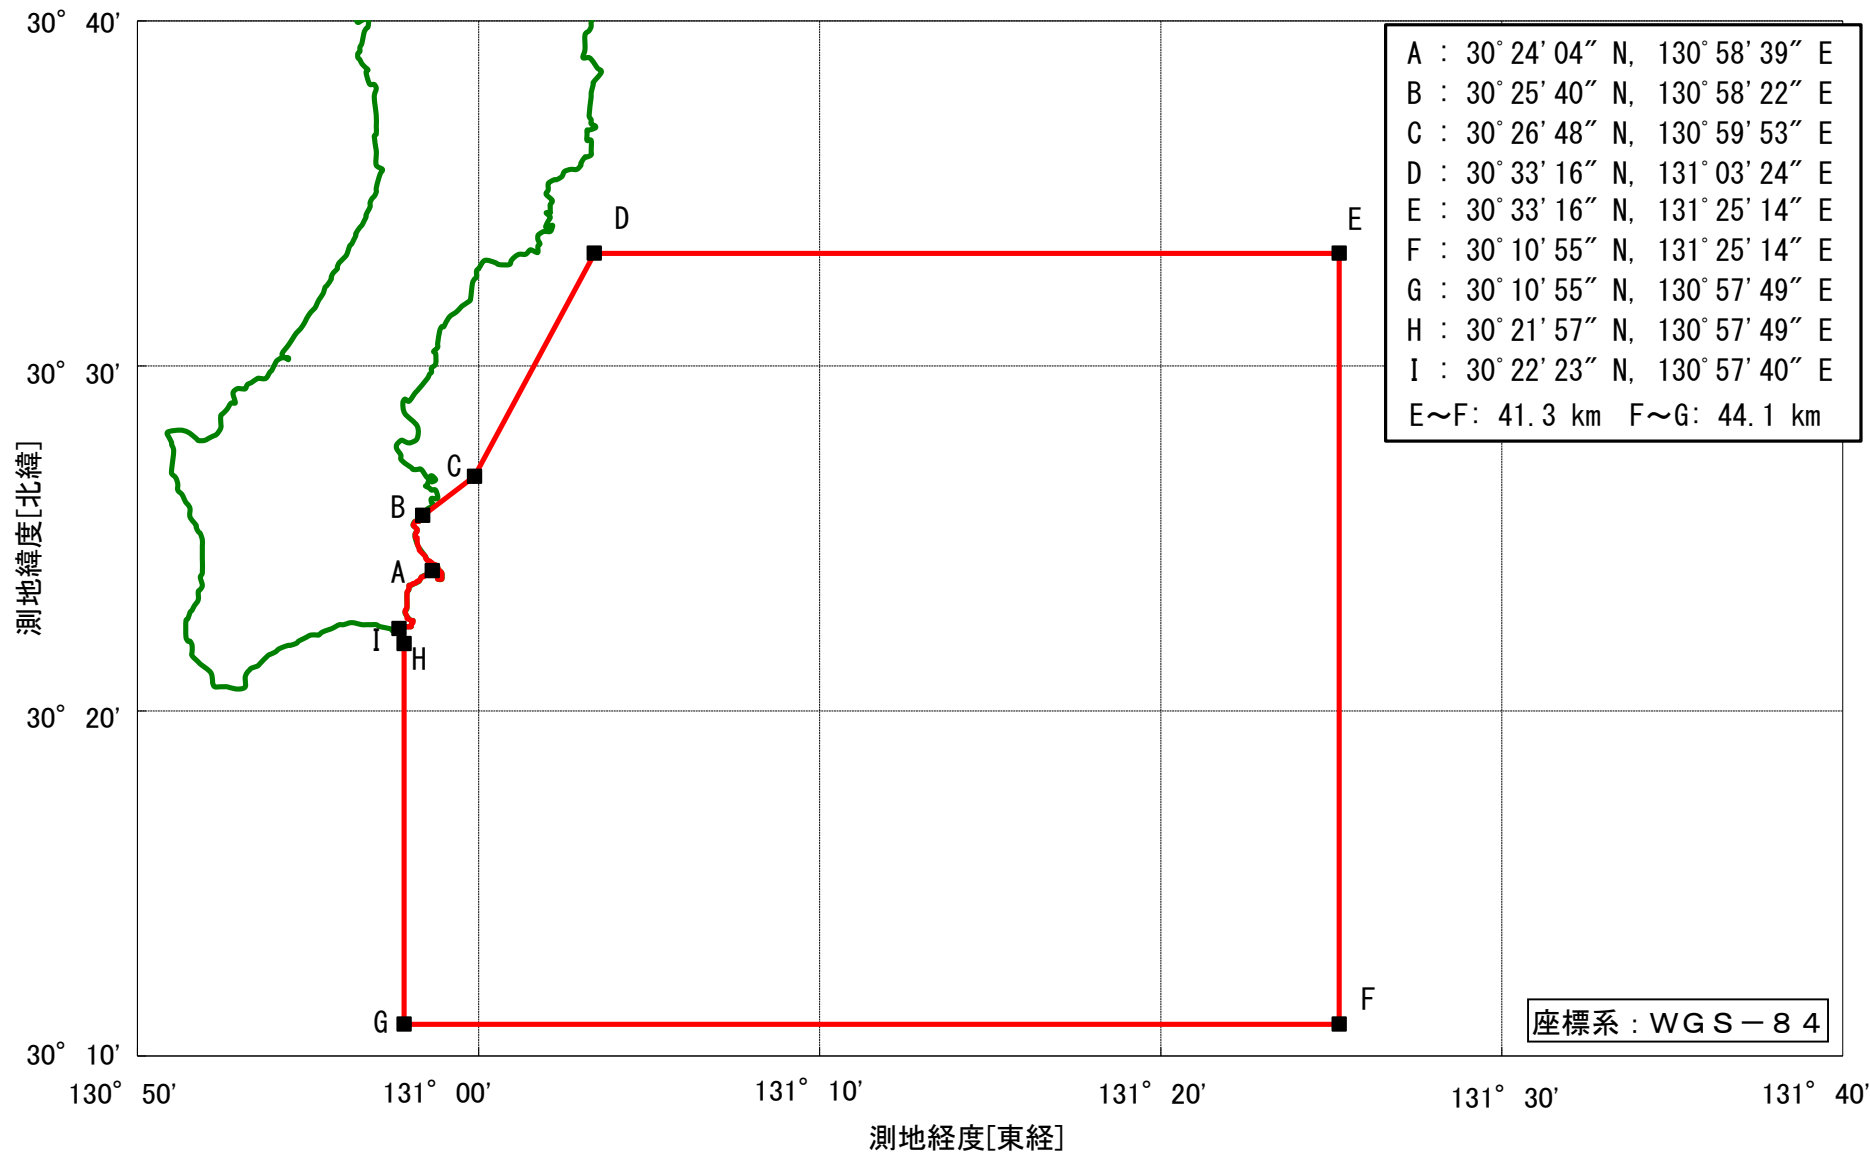 30° 40'
A : 30°24'04″ N, 130°58'39″ E
B : 30°25'40″ N, 130°58'22″ E
C : 30°26'48″ N, 130°59'53″ E
D : 30°33'16″ N, 131°03'24″ E
E : 30°33'16″ N, 131°25'14″ E
F : 30°10'55″ N, 131°25'14″ E
G : 30°10'55″ N, 130°57'49″ E
H : 30°21'57″ N, 130°57'49″ E
I : 30°22'23″ N, 130°57'40″ E
E～F: 41.3 km F～G: 44.1 km
D
E
30° 30'
C
B
A
I
H
測地緯度[北緯]
30° 20'
G
F
座標系：ＷＧＳ－８４
30° 10'
130° 50'
131° 00'
131° 10'
131° 20'
131° 30'
131° 40'
測地経度[東経]